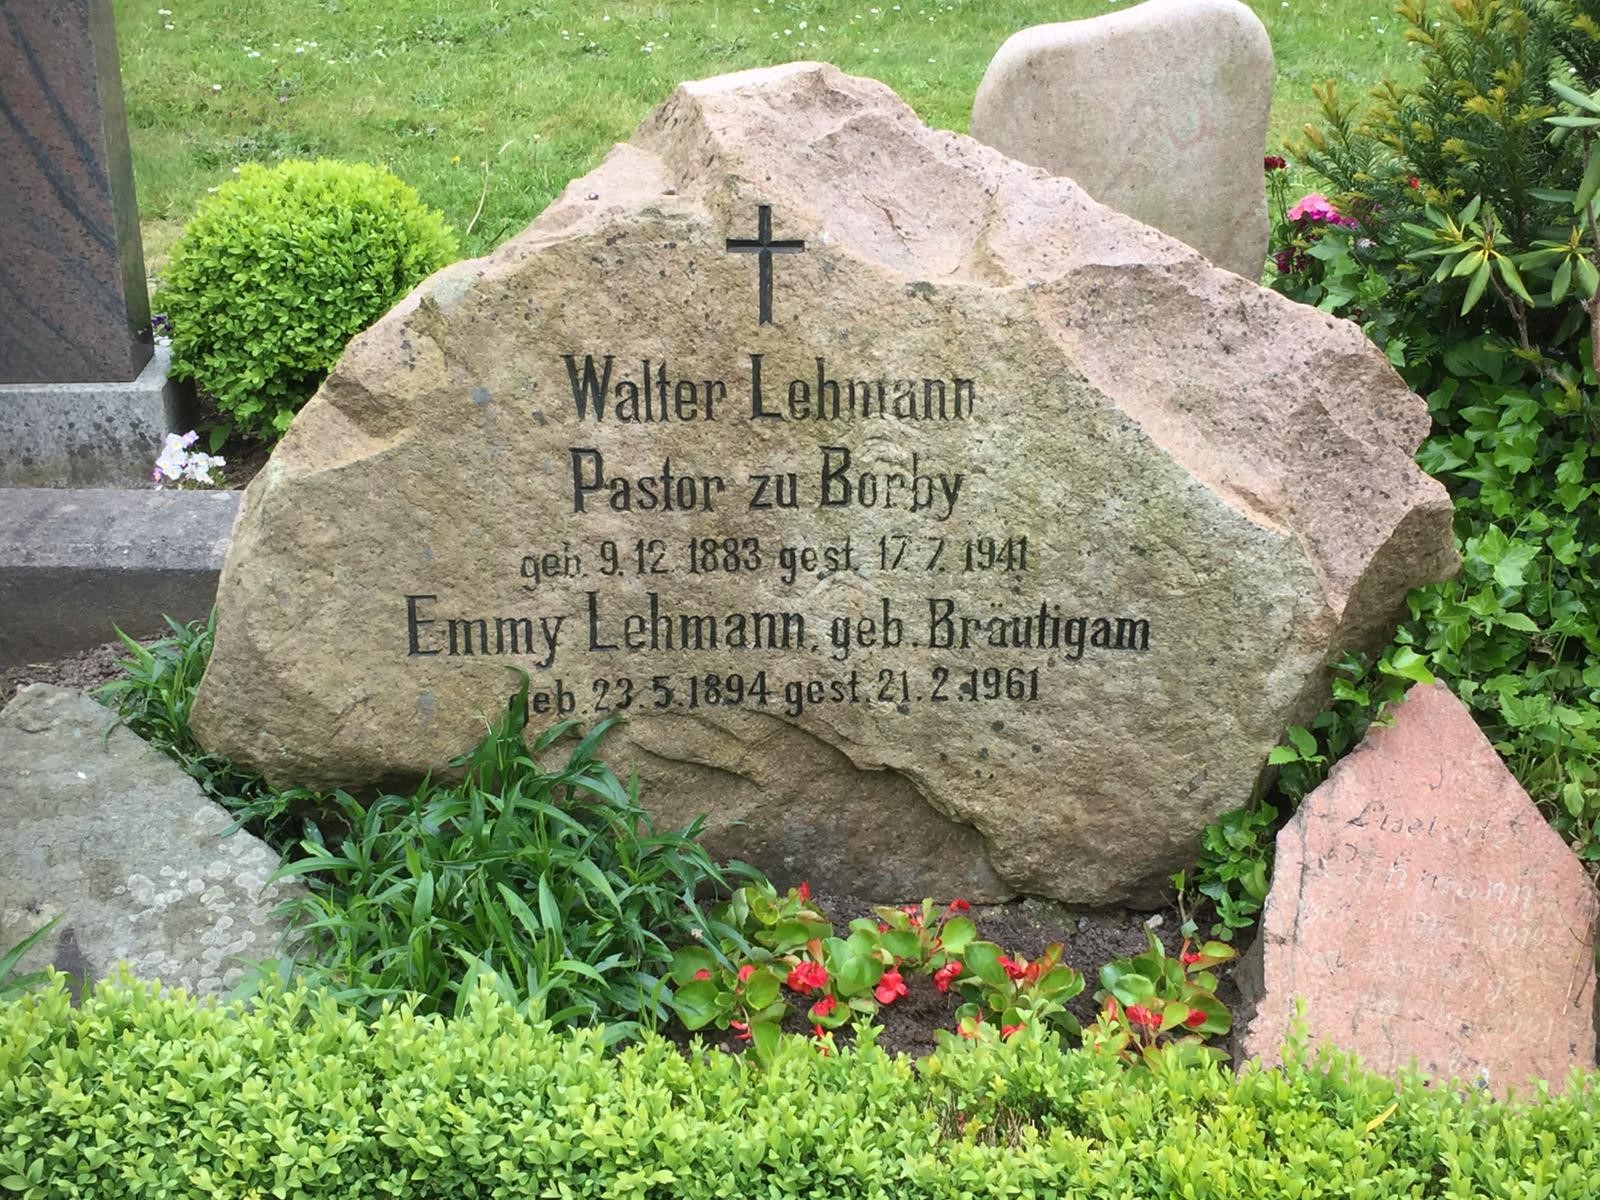 Walter Lehmann
Pastor zu Borby
geb. 9. 12. 1883 gest. 17. 7. 1941
Emmy Lehmann, geb. Bräutigam
geb. 23. 5. 1894 gest. 21. 2. 1961
Liselotte
Lehmann